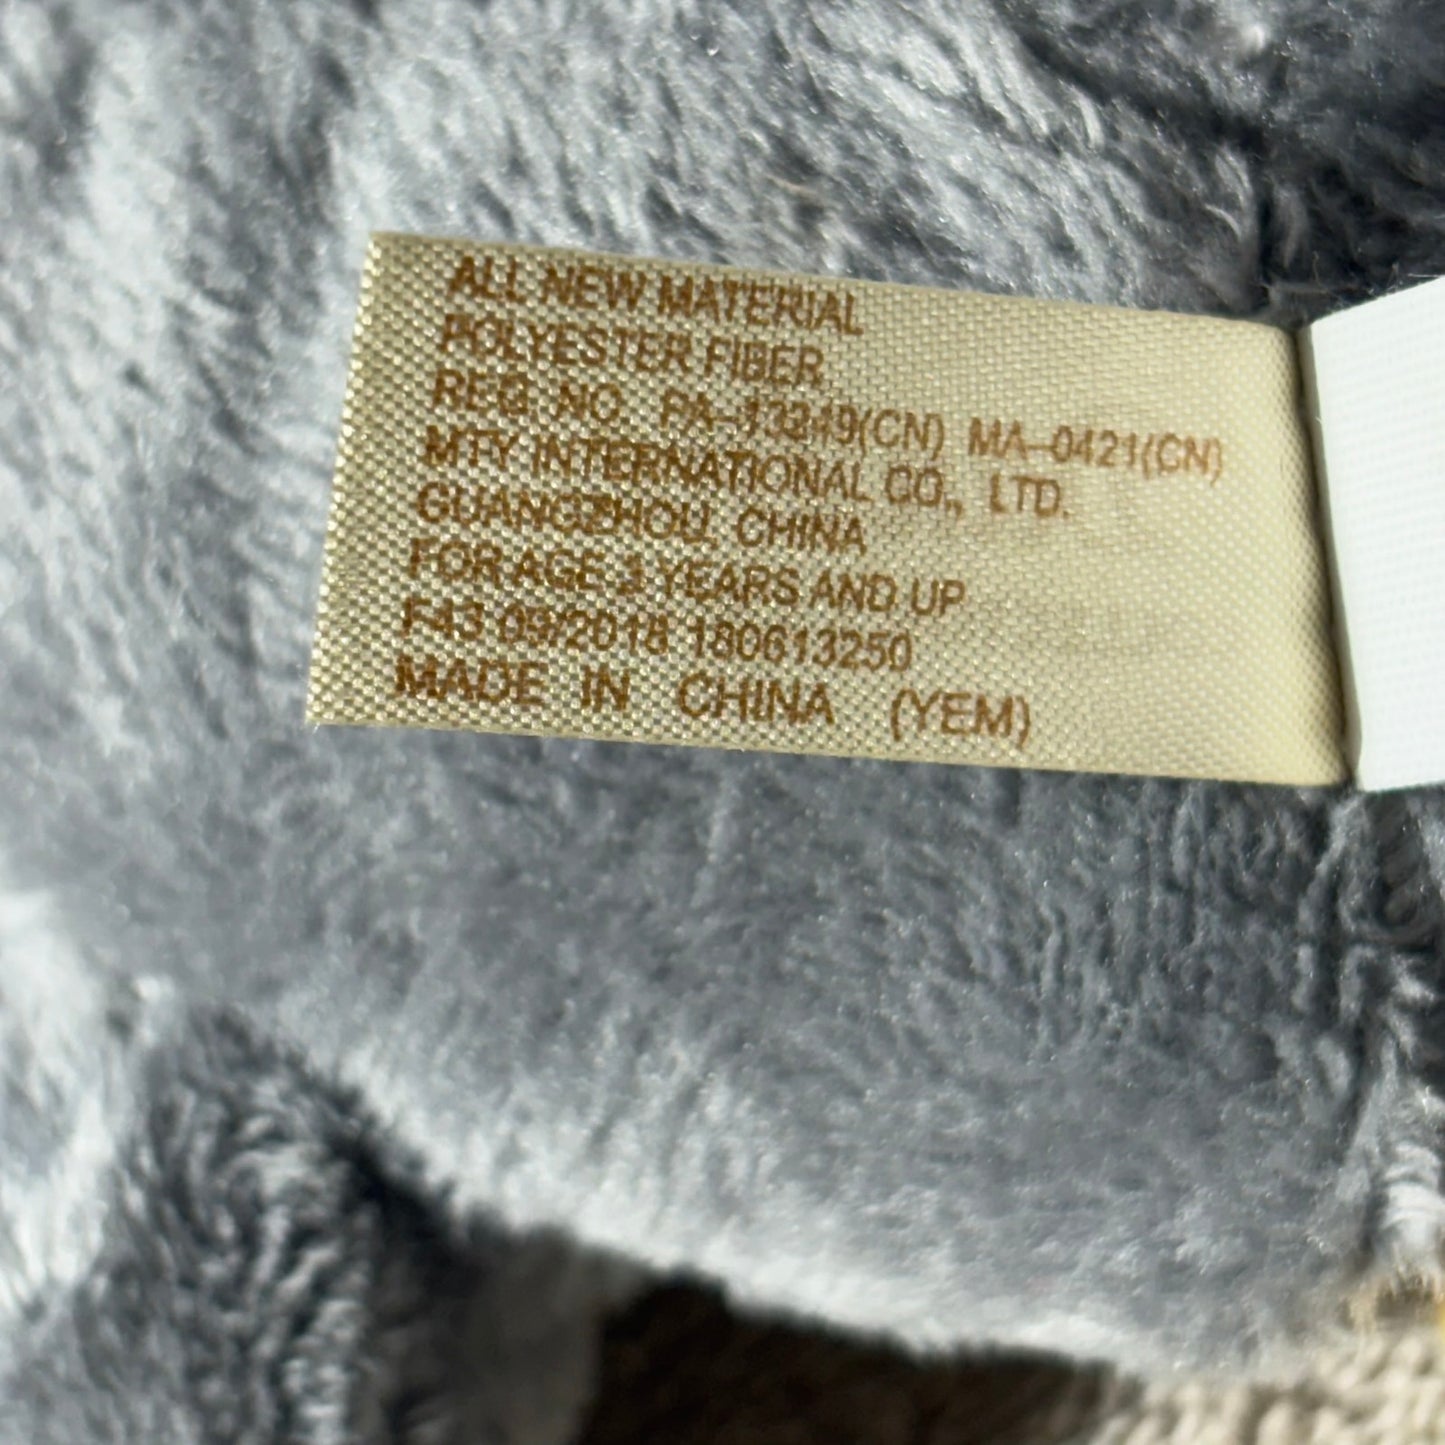 ALL NEW MATERIAL
POLYESTER FIBER
REG. NO. PA-13249(CN) MA-0421(CN)
MTY INTERNATIONAL CO., LTD.
GUANGZHOU, CHINA
FOR AGE 3 YEARS AND UP
F43 09/2018 180613250
MADE IN CHINA (YEM)